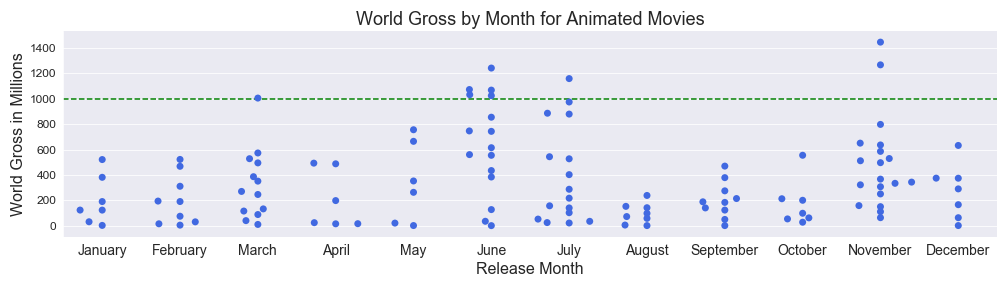 World Gross by Month for Animated Movies
World Gross in Millions
1400
1200
1000
800
600
400
200
0
January February March April May June July August September October November December
Release Month